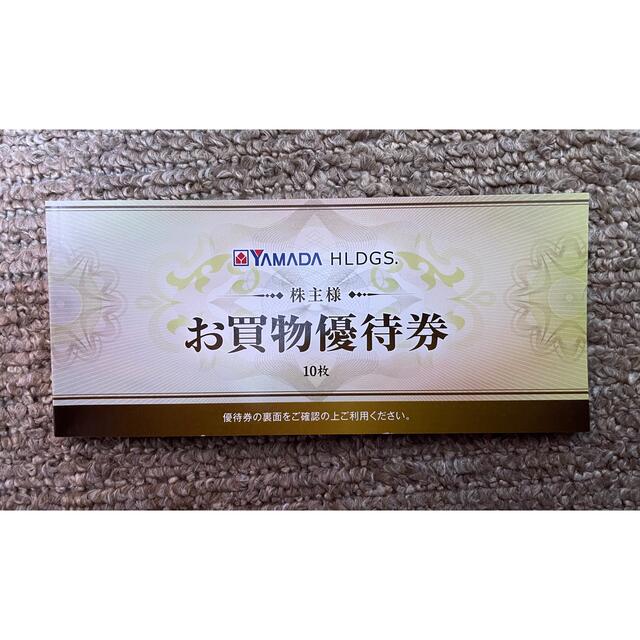 YAMADA HLDGS.
株主様
お買物優待券
10枚
優待券の裏面をご確認の上ご利用ください。